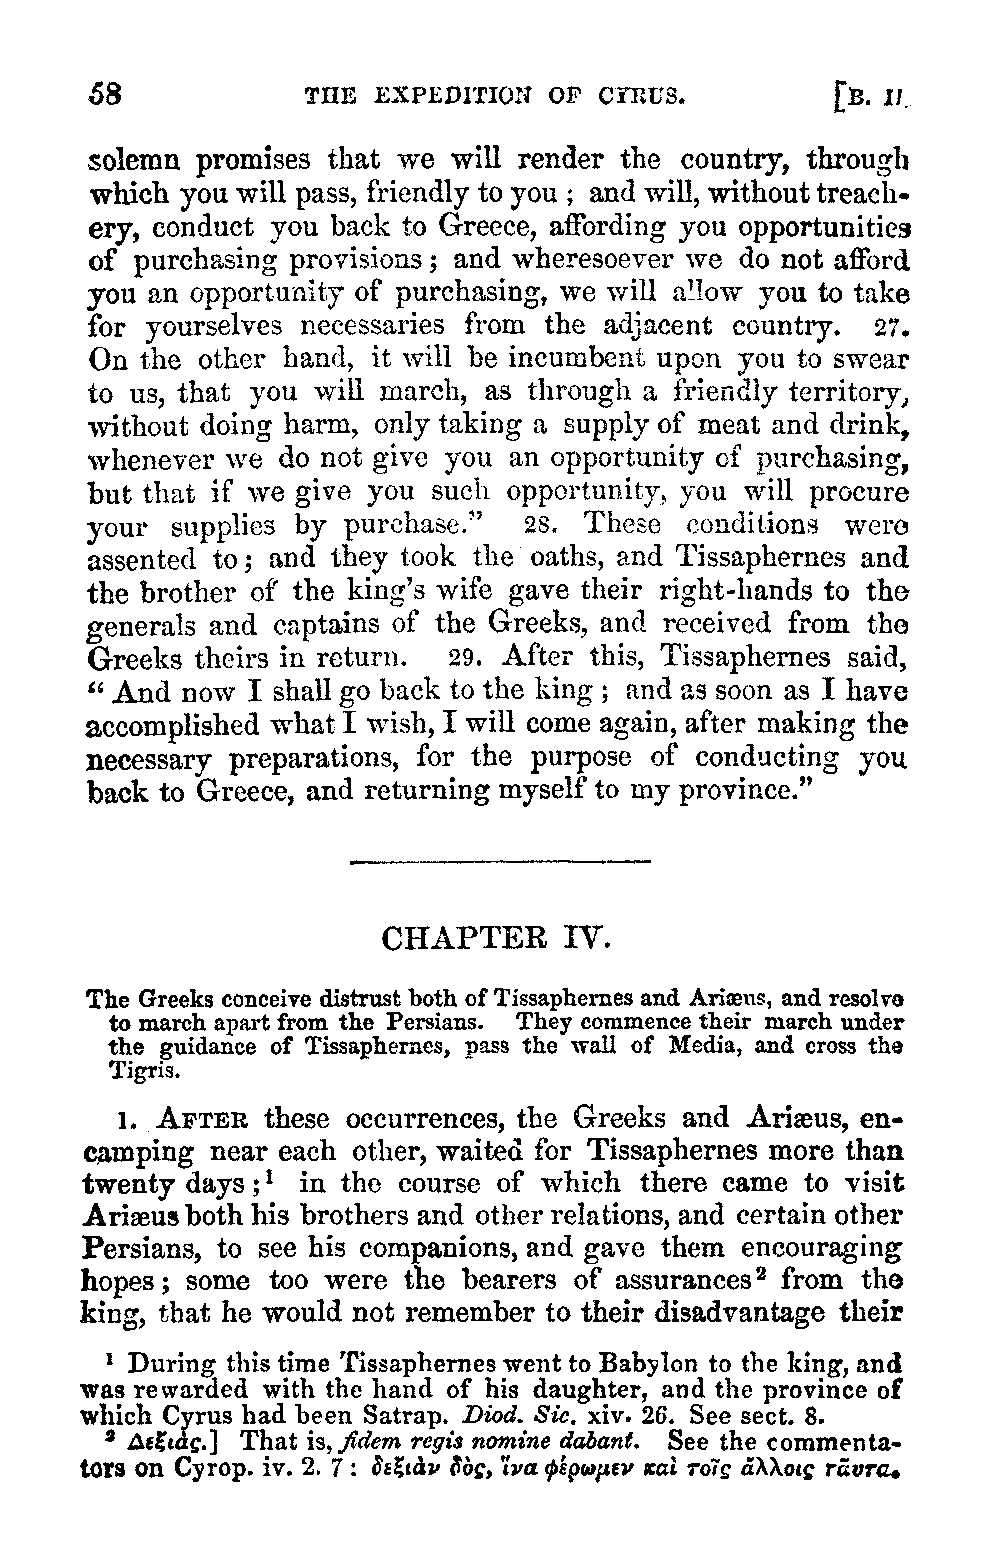 58 THE EXPEDITION OF CYRUS. [B. II.
solemn promises that we will render the country, through
which you will pass, friendly to you ; and will, without treach-
ery, conduct you back to Greece, affording you opportunities
of purchasing provisions ; and wheresoever we do not afford
you an opportunity of purchasing, we will allow you to take
for yourselves necessaries from the adjacent country. 27.
On the other hand, it will be incumbent upon you to swear
to us, that you will march, as through a friendly territory,
without doing harm, only taking a supply of meat and drink,
whenever we do not give you an opportunity of purchasing,
but that if we give you such opportunity, you will procure
your supplies by purchase." 28. These conditions were
assented to ; and they took the oaths, and Tissaphernes and
the brother of the king's wife gave their right-hands to the
generals and captains of the Greeks, and received from the
Greeks theirs in return. 29. After this, Tissaphernes said,
" And now I shall go back to the king ; and as soon as I have
accomplished what I wish, I will come again, after making the
necessary preparations, for the purpose of conducting you
back to Greece, and returning myself to my province."
CHAPTER IV.
The Greeks conceive distrust both of Tissaphernes and Ariæus, and resolve
to march apart from the Persians. They commence their march under
the guidance of Tissaphernes, pass the wall of Media, and cross the
Tigris.
1. AFTER these occurrences, the Greeks and Ariæus, en-
camping near each other, waited for Tissaphernes more than
twenty days ;¹ in the course of which there came to visit
Ariæus both his brothers and other relations, and certain other
Persians, to see his companions, and gave them encouraging
hopes ; some too were the bearers of assurances² from the
king, that he would not remember to their disadvantage their
¹ During this time Tissaphernes went to Babylon to the king, and
was rewarded with the hand of his daughter, and the province of
which Cyrus had been Satrap. Diod. Sic. xiv. 26. See sect. 8.
² Δεξιὰς.] That is, fidem regis nomine dabant. See the commenta-
tors on Cyrop. iv. 2. 7 : δεξιὰν δὸς, ἵνα φέρωμεν καὶ τοῖς ἄλλοις ταῦτα.